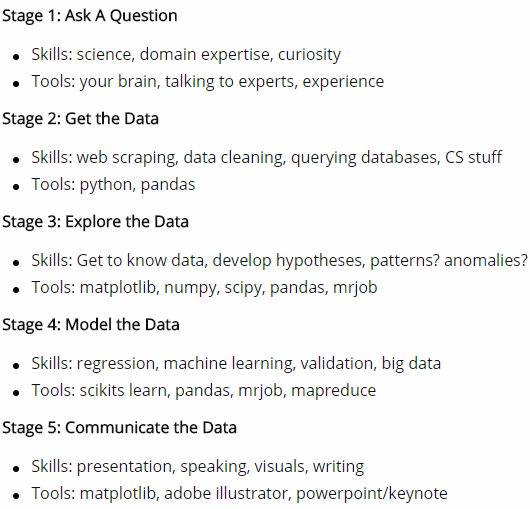 Stage 1: Ask A Question
• Skills: science, domain expertise, curiosity
• Tools: your brain, talking to experts, experience
Stage 2: Get the Data
• Skills: web scraping, data cleaning, querying databases, CS stuff
• Tools: python, pandas
Stage 3: Explore the Data
• Skills: Get to know data, develop hypotheses, patterns? anomalies?
• Tools: matplotlib, numpy, scipy, pandas, mrjob
Stage 4: Model the Data
• Skills: regression, machine learning, validation, big data
• Tools: scikits learn, pandas, mrjob, mapreduce
Stage 5: Communicate the Data
• Skills: presentation, speaking, visuals, writing
• Tools: matplotlib, adobe illustrator, powerpoint/keynote